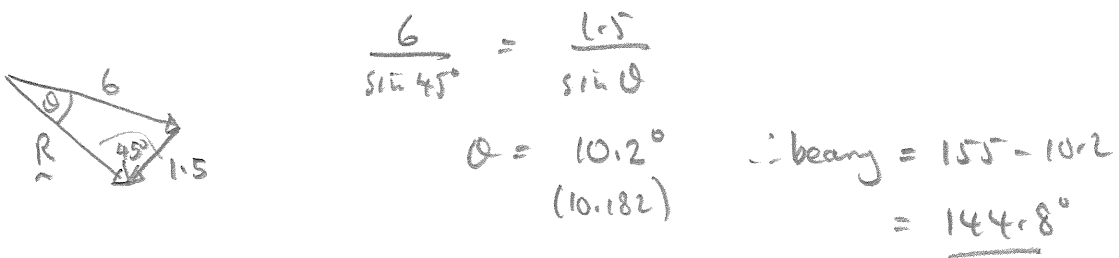 6 / sin 45° = 1.5 / sin θ
6
θ
R
45°
1.5
θ = 10.2°
(10.182)
∴ bearg = 155 - 10.2
= 144.8°